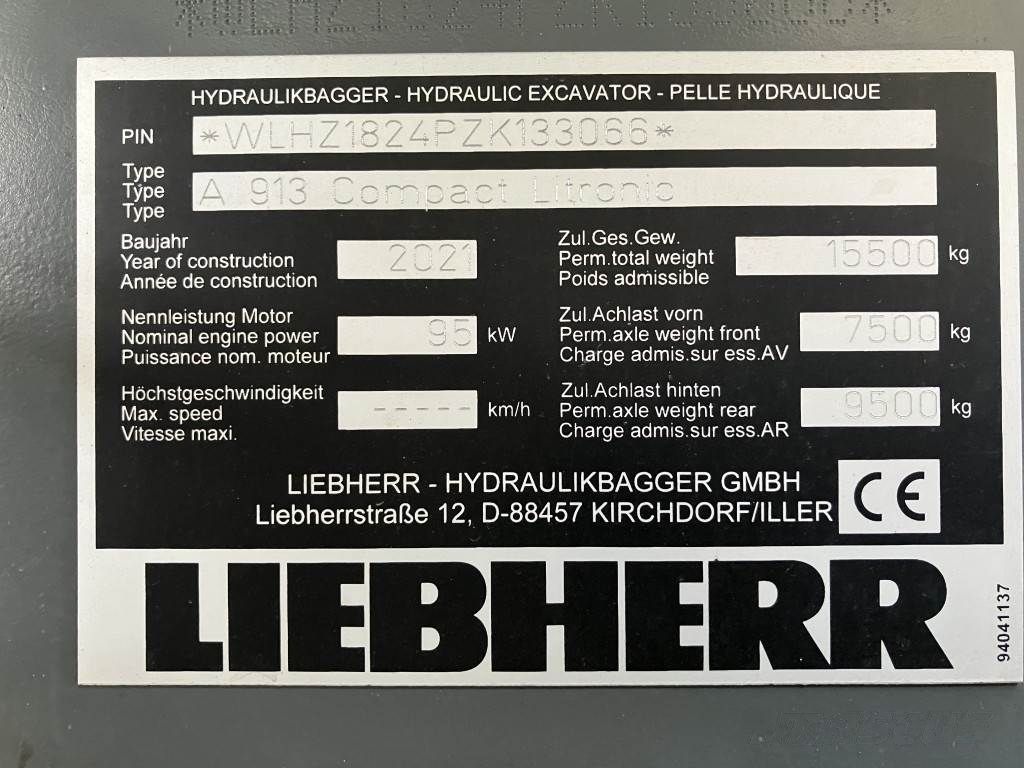 HYDRAULIKBAGGER - HYDRAULIC EXCAVATOR - PELLE HYDRAULIQUE
PIN *WLHZ1824PZK133066*
Type
Type
Type
A 913 Compact Litronic
Baujahr
Year of construction
Année de construction
2021
Zul.Ges.Gew.
Perm.total weight
Poids admissible
15500 kg
Nennleistung Motor
Nominal engine power
Puissance nom. moteur
95 kW
Zul.Achlast vorn
Perm.axle weight front
Charge admis.sur ess.AV
7500 kg
Höchstgeschwindigkeit
Max. speed
Vitesse maxi.
----- km/h
Zul.Achlast hinten
Perm.axle weight rear
Charge admis.sur ess.AR
9500 kg
LIEBHERR - HYDRAULIKBAGGER GMBH
Liebherrstraße 12, D-88457 KIRCHDORF/ILLER
CE
LIEBHERR
94041137